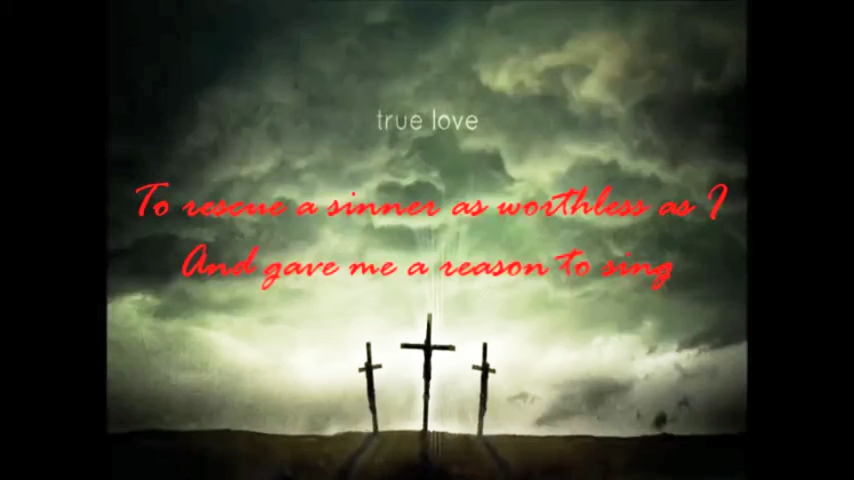 true love
To rescue a sinner as worthless as I
And gave me a reason to sing